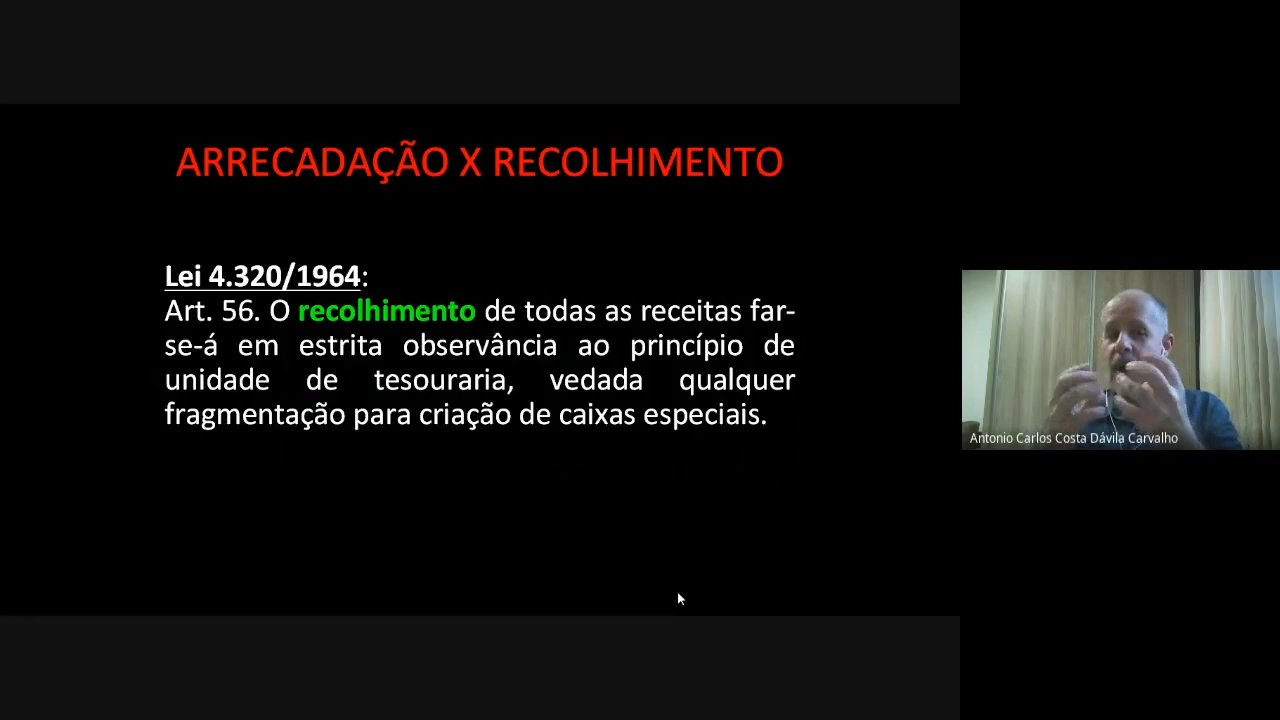 ARRECADAÇÃO X RECOLHIMENTO
Lei 4.320/1964:
Art. 56. O recolhimento de todas as receitas far-
se-á em estrita observância ao princípio de
unidade de tesouraria, vedada qualquer
fragmentação para criação de caixas especiais.
Antonio Carlos Costa Dávila Carvalho